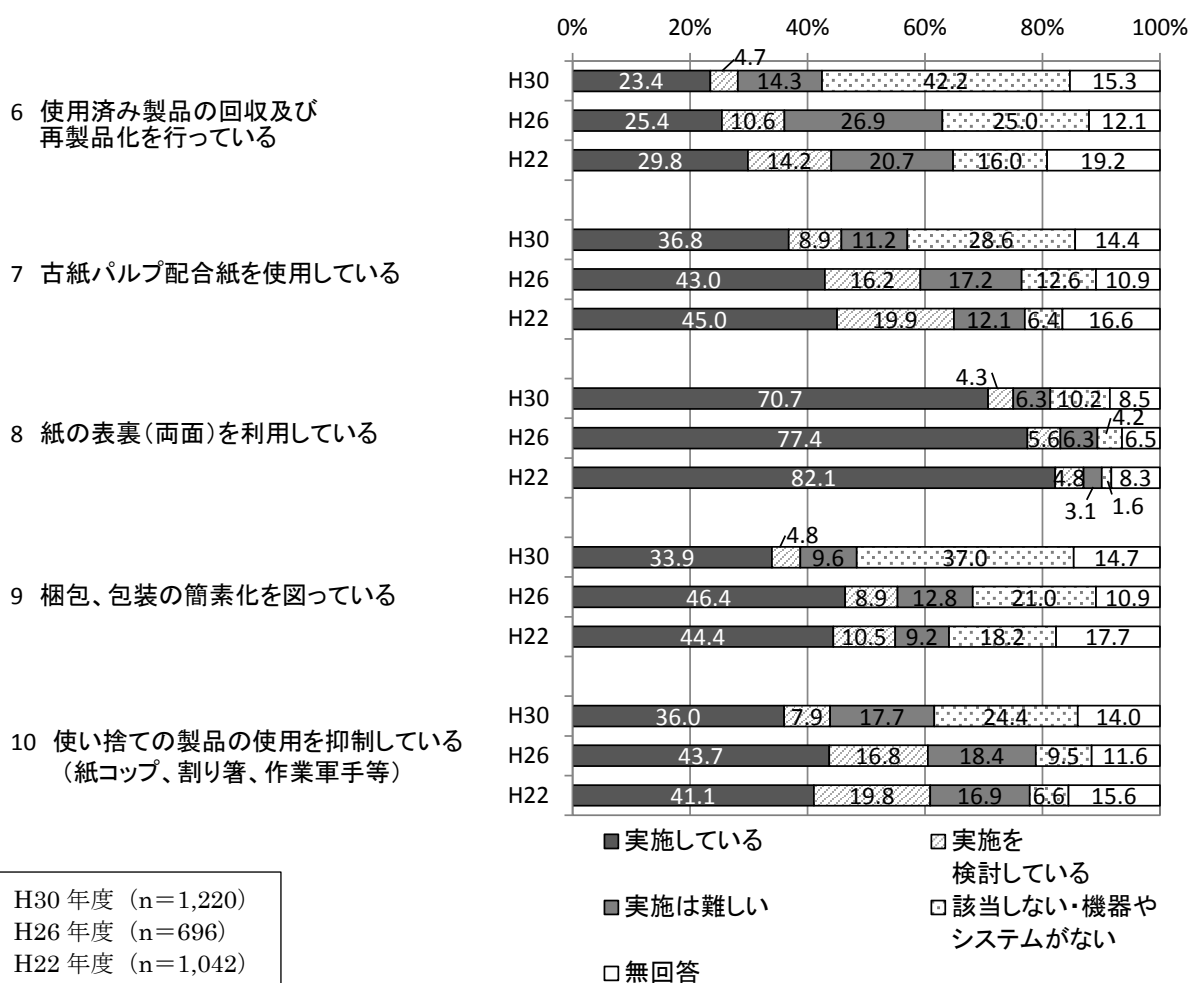 0% 20% 40% 60% 80% 100%
6 使用済み製品の回収及び
再製品化を行っている
H30 23.4 4.7 14.3 42.2 15.3
H26 25.4 10.6 26.9 25.0 12.1
H22 29.8 14.2 20.7 16.0 19.2
7 古紙パルプ配合紙を使用している
H30 36.8 8.9 11.2 28.6 14.4
H26 43.0 16.2 17.2 12.6 10.9
H22 45.0 19.9 12.1 6.4 16.6
8 紙の表裏(両面)を利用している
H30 70.7 4.3 6.3 10.2 8.5
H26 77.4 5.6 6.3 4.2 6.5
H22 82.1 4.8 3.1 1.6 8.3
9 梱包、包装の簡素化を図っている
H30 33.9 4.8 9.6 37.0 14.7
H26 46.4 8.9 12.8 21.0 10.9
H22 44.4 10.5 9.2 18.2 17.7
10 使い捨ての製品の使用を抑制している
(紙コップ、割り箸、作業軍手等)
H30 36.0 7.9 17.7 24.4 14.0
H26 43.7 16.8 18.4 9.5 11.6
H22 41.1 19.8 16.9 6.6 15.6
実施している
実施を
検討している
実施は難しい
該当しない・機器や
システムがない
無回答
H30 年度(n=1,220)
H26 年度(n=696)
H22 年度(n=1,042)